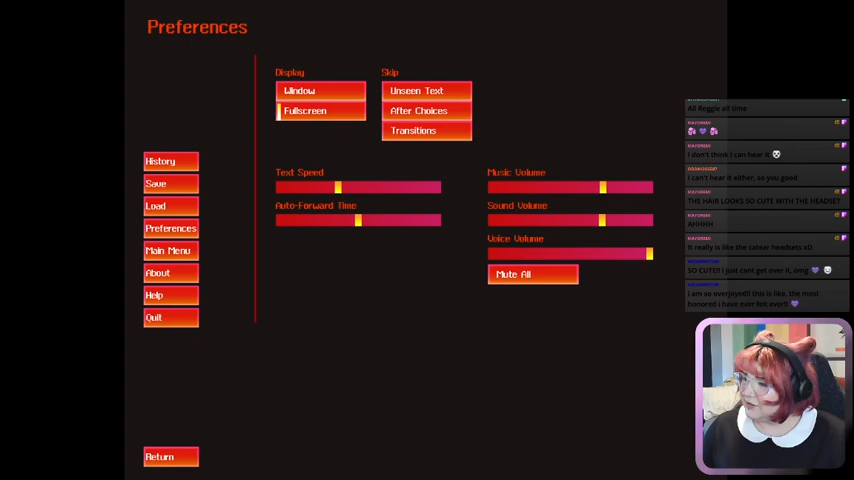 Preferences
Display
Window
Fullscreen
Skip
Unseen Text
After Choices
Transitions
History
Save
Load
Preferences
Main Menu
About
Help
Quit
Return
Text Speed
Auto-Forward Time
Music Volume
Sound Volume
Voice Volume
Mute All
All Reggie all time
I don't think I can hear it
I can't hear it either, so you good
THE HAIR LOOKS SO CUTE WITH THE HEADSET
AHHHH
It really is like the catear headsets xD
SO CUTE!! i just cant get over it, omg
i am so overjoyed!! this is like, the most
honored i have ever felt ever!!